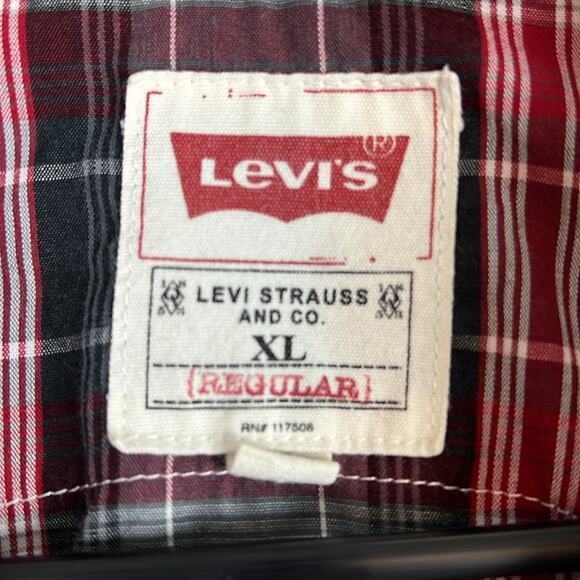 Levi's ®
LEVI STRAUSS
AND CO.
XL
{REGULAR}
RN# 117506